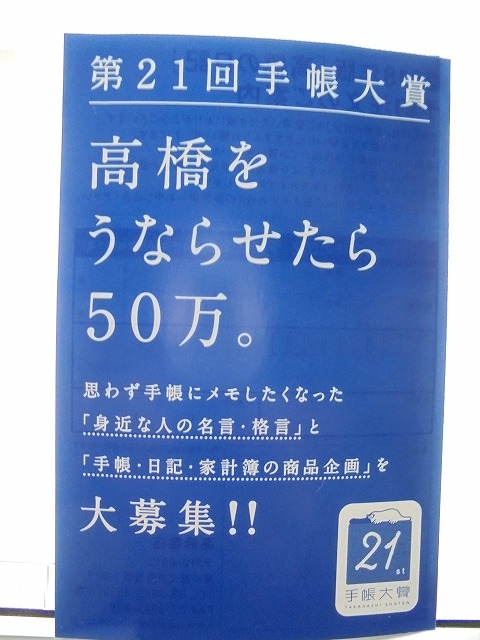 第21回手帳大賞
高橋を
うならせたら
50万。
思わず手帳にメモしたくなった
「身近な人の名言・格言」と
「手帳・日記・家計簿の商品企画」を
大募集!!
21st
手帳大賞
TAKAHASHI SHOTEN